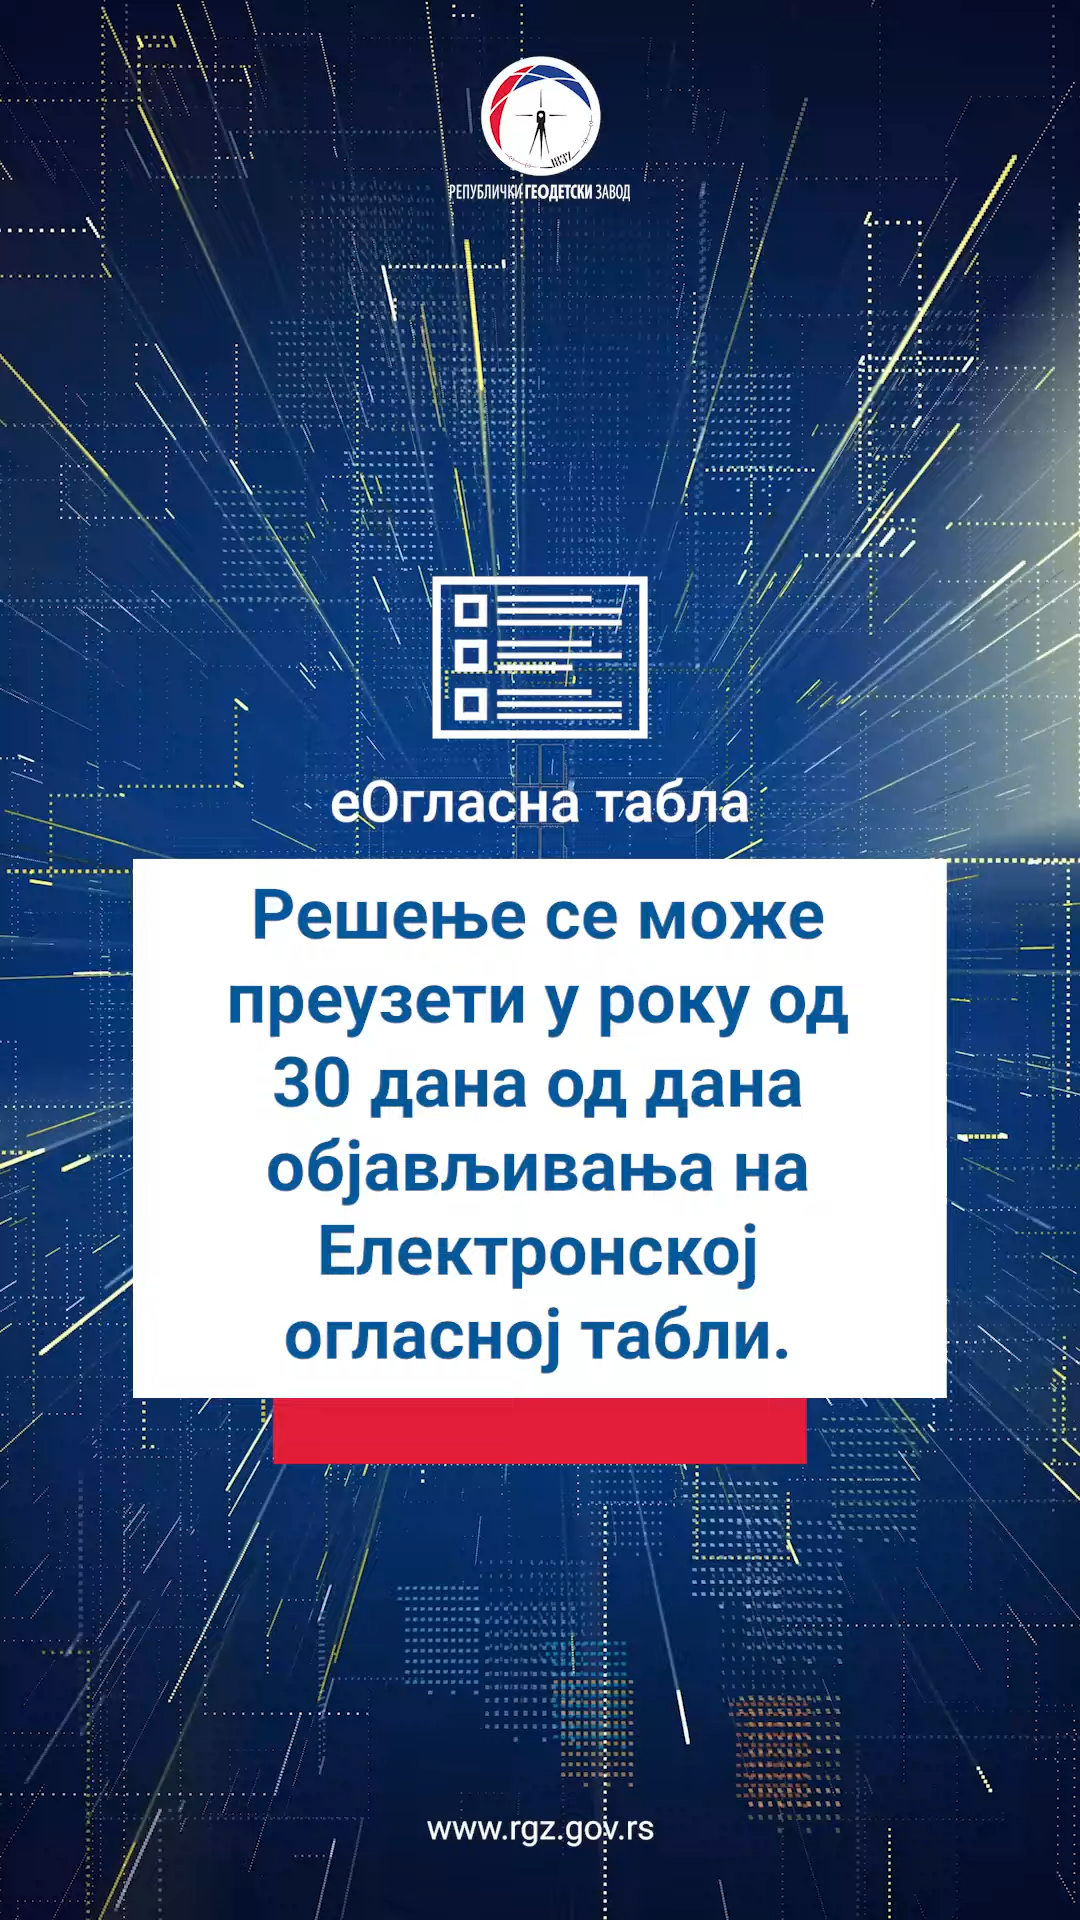 1837
РЕПУБЛИЧКИ ГЕОДЕТСКИ ЗАВОД
еОгласна табла
Решење се може
преузети у року од
30 дана од дана
објављивања на
Електронској
огласној табли.
www.rgz.gov.rs